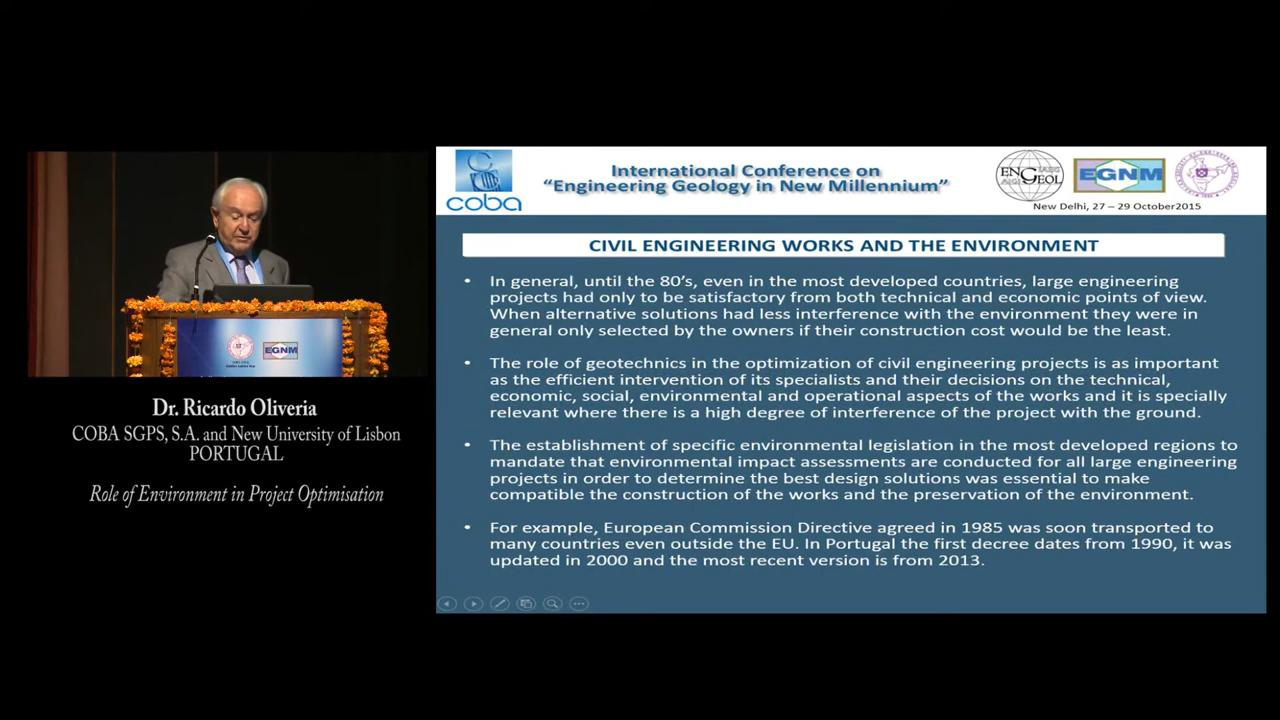 coba
International Conference on
“Engineering Geology in New Millennium”
ENGEOL
IAEG
AIGI
EGNM
New Delhi, 27 – 29 October2015
CIVIL ENGINEERING WORKS AND THE ENVIRONMENT
• In general, until the 80’s, even in the most developed countries, large engineering
projects had only to be satisfactory from both technical and economic points of view.
When alternative solutions had less interference with the environment they were in
general only selected by the owners if their construction cost would be the least.
• The role of geotechnics in the optimization of civil engineering projects is as important
as the efficient intervention of its specialists and their decisions on the technical,
economic, social, environmental and operational aspects of the works and it is specially
relevant where there is a high degree of interference of the project with the ground.
• The establishment of specific environmental legislation in the most developed regions to
mandate that environmental impact assessments are conducted for all large engineering
projects in order to determine the best design solutions was essential to make
compatible the construction of the works and the preservation of the environment.
• For example, European Commission Directive agreed in 1985 was soon transported to
many countries even outside the EU. In Portugal the first decree dates from 1990, it was
updated in 2000 and the most recent version is from 2013.
EGNM
Dr. Ricardo Oliveria
COBA SGPS, S.A. and New University of Lisbon
PORTUGAL
Role of Environment in Project Optimisation